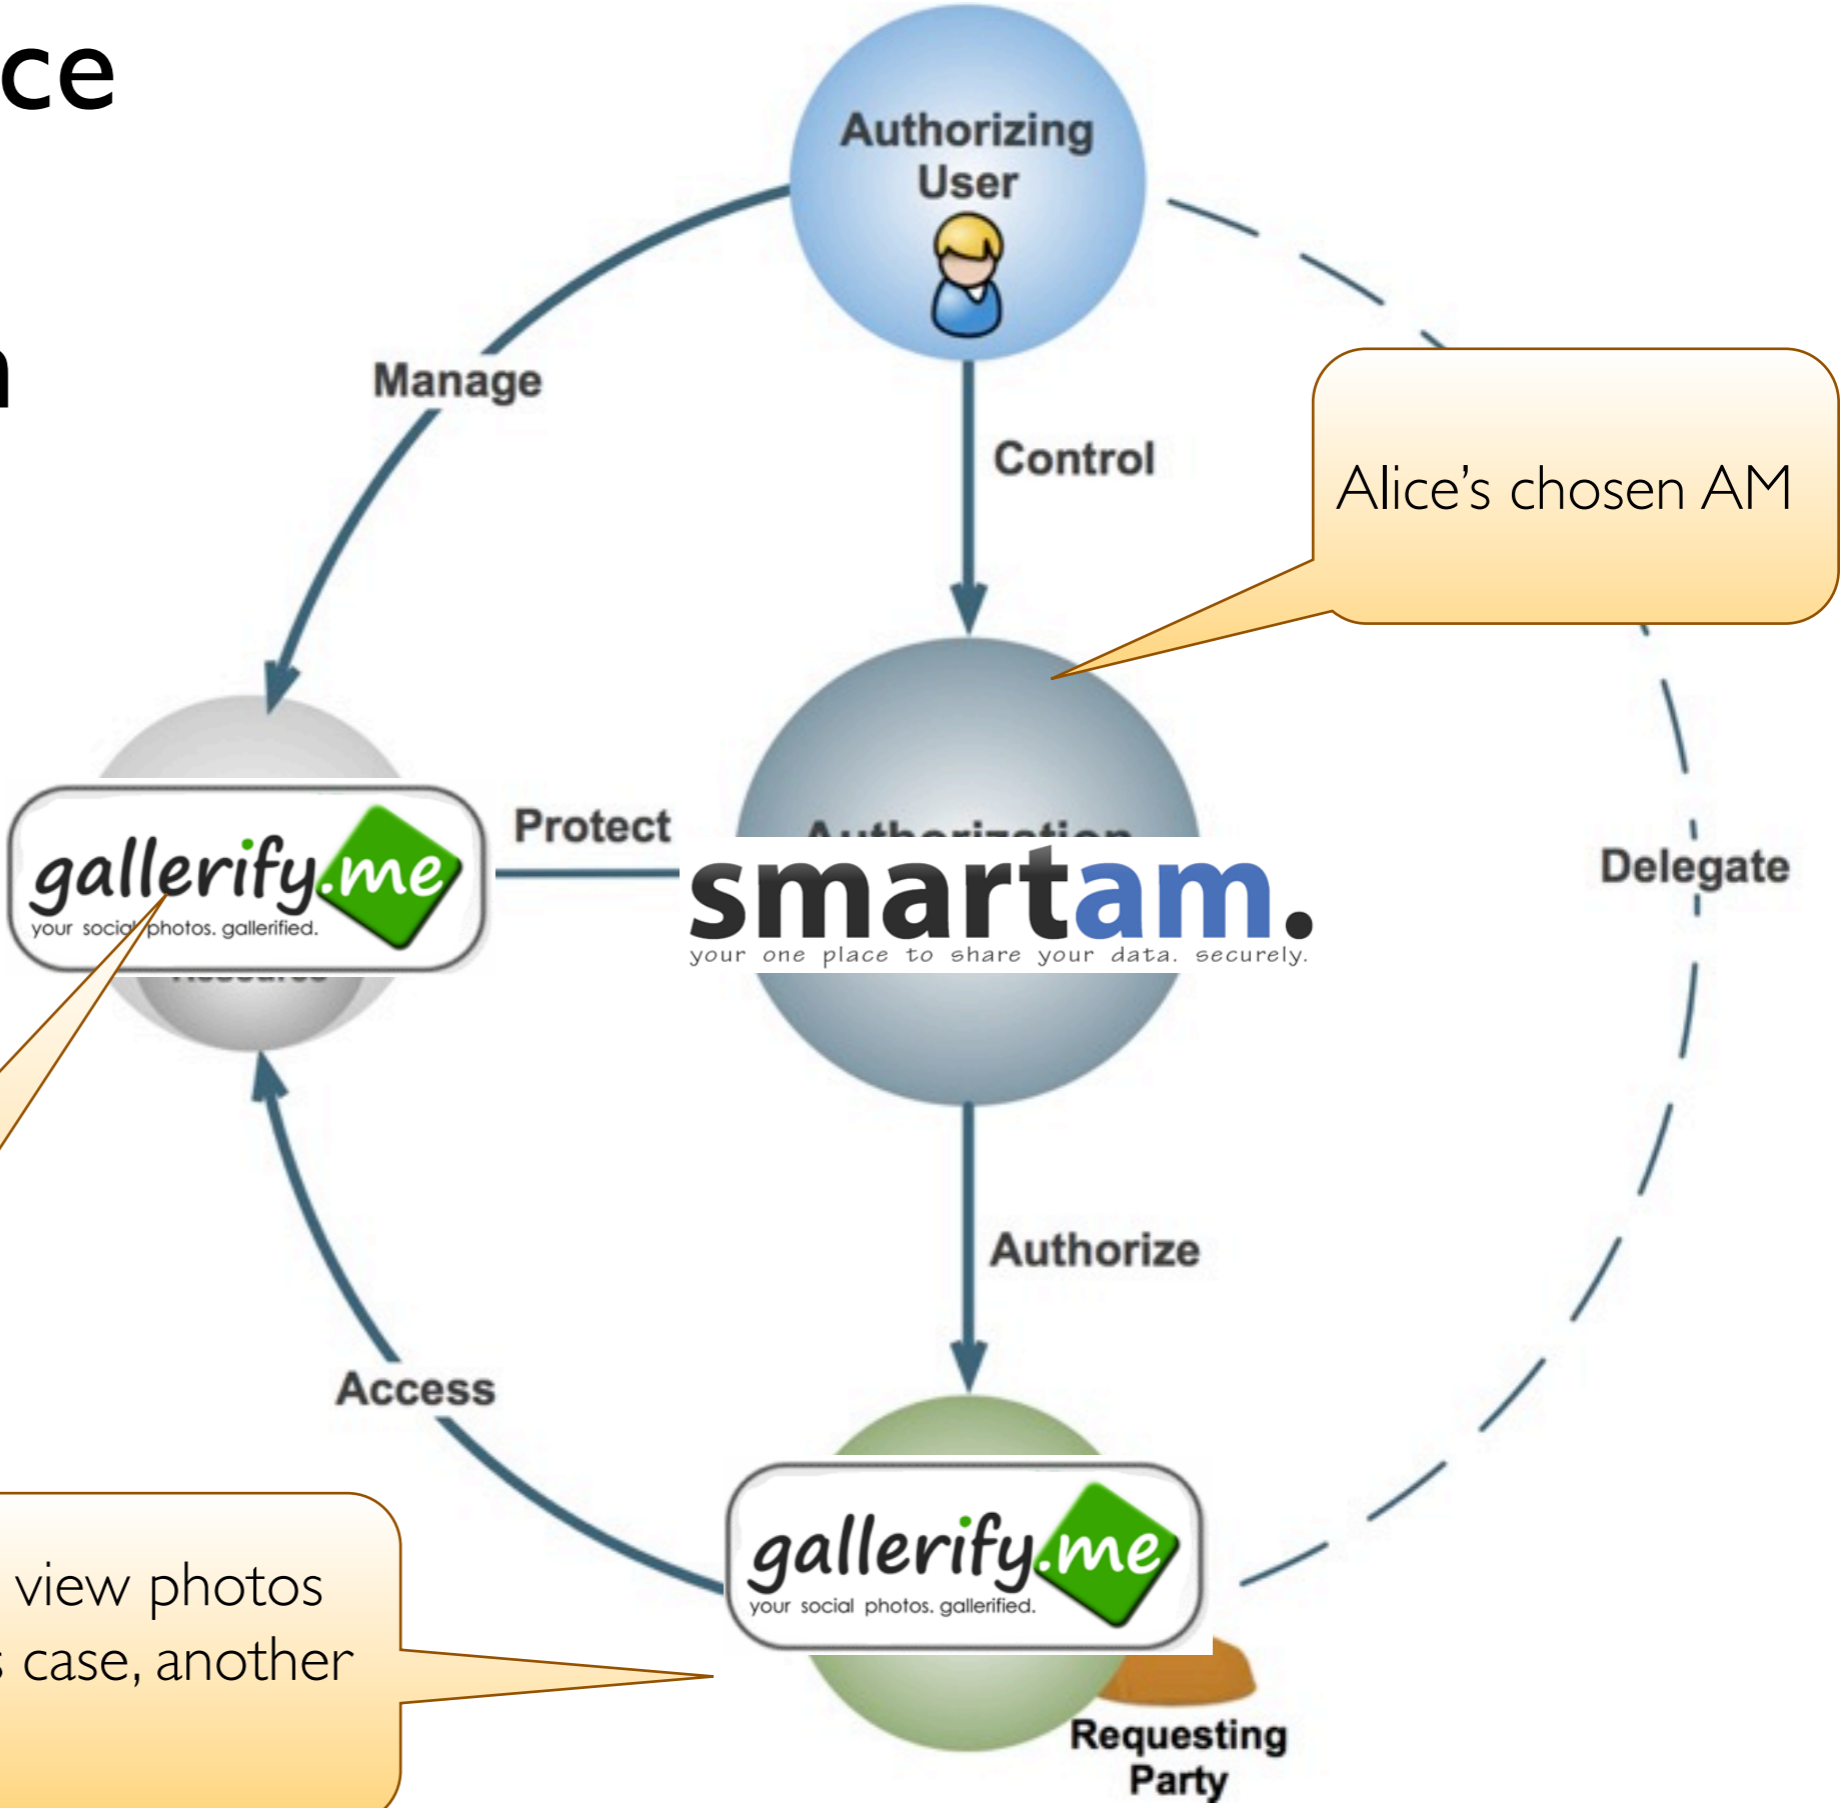 ce
Authorizing
User
n
Manage
Control
Alice's chosen AM
Protect
Authorization
gallerify.me
your social photos. gallerified.
smartam.
your one place to share your data. securely.
Delegate
Resource
Authorize
Access
gallerify.me
your social photos. gallerified.
view photos
s case, another
Requesting
Party